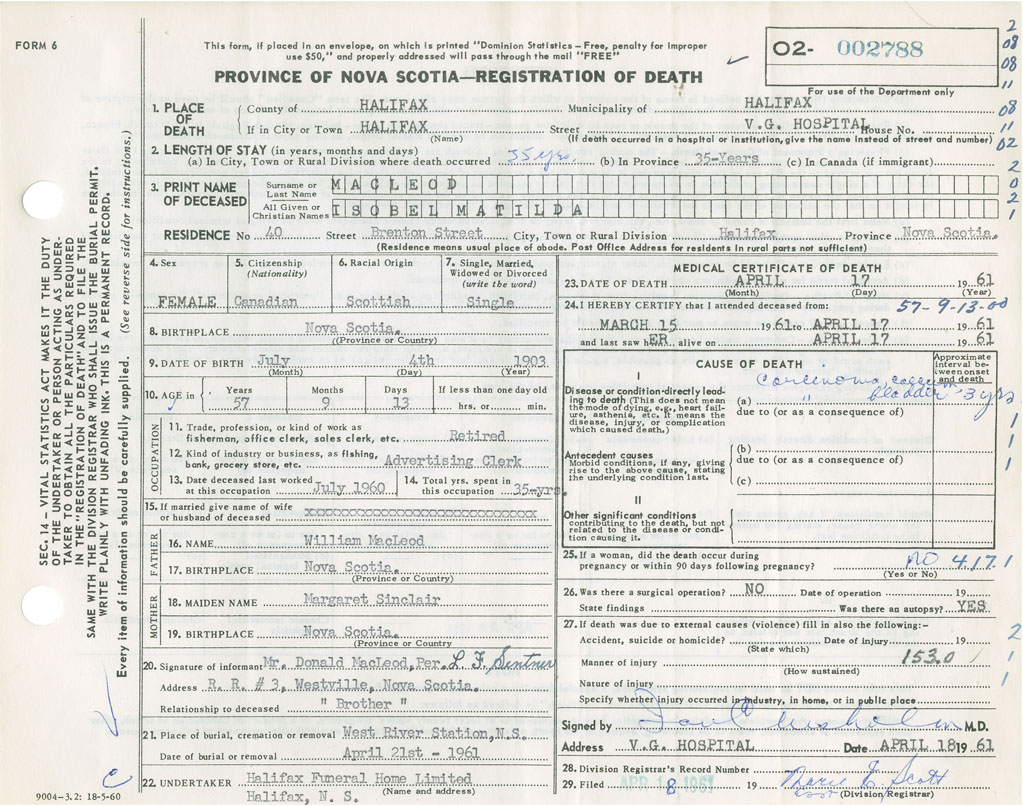 FORM 6
This form, if placed in an envelope, on which is printed "Dominion Statistics - Free, penalty for improper
use $50," and properly addressed will pass through the mail "FREE"
PROVINCE OF NOVA SCOTIA—REGISTRATION OF DEATH
02- 002788
For use of the Department only
1. PLACE OF DEATH
County of HALIFAX Municipality of HALIFAX
If in City or Town HALIFAX (Name) Street V.G. HOSPITAL House No.
(If death occurred in a hospital or institution, give the name instead of street and number)
2. LENGTH OF STAY (in years, months and days)
(a) In City, Town or Rural Division where death occurred 35 yrs. (b) In Province 35-Years (c) In Canada (if immigrant)
3. PRINT NAME OF DECEASED
Surname or Last Name MACLEOD
All Given or Christian Names ISOBEL MATILDA
RESIDENCE No 40 Street Brenton Street, City, Town or Rural Division Halifax Province Nova Scotia.
(Residence means usual place of abode. Post Office Address for residents in rural parts not sufficient)
4. Sex FEMALE
5. Citizenship (Nationality) Canadian
6. Racial Origin Scottish
7. Single, Married, Widowed or Divorced (write the word) Single
8. BIRTHPLACE Nova Scotia.
(Province or Country)
9. DATE OF BIRTH July 4th 1903
(Month) (Day) (Year)
10. AGE in Years 57 Months 9 Days 13 If less than one day old hrs. or min.
OCCUPATION
11. Trade, profession, or kind of work as
fisherman, office clerk, sales clerk, etc. Retired
12. Kind of industry or business, as fishing,
bank, grocery store, etc. Advertising Clerk
13. Date deceased last worked at this occupation July 1960
14. Total yrs. spent in this occupation 35-yrs.
15. If married give name of wife
or husband of deceased xxxxxxxxxxxxxxxxxxxxxxxxxxxxxxxx
FATHER
16. NAME William MacLeod
17. BIRTHPLACE Nova Scotia.
(Province or Country)
MOTHER
18. MAIDEN NAME Margaret Sinclair
19. BIRTHPLACE Nova Scotia.
(Province or Country
20. Signature of informant Mr. Donald MacLeod, Per. L. F.
Address R. R. # 3, Westville, Nova Scotia.
Relationship to deceased " Brother "
21. Place of burial, cremation or removal West River Station, N.S.
Date of burial or removal April 21st - 1961
22. UNDERTAKER Halifax Funeral Home Limited
(Name and address)
Halifax, N. S.
9004-3.2: 18-5-60
MEDICAL CERTIFICATE OF DEATH
23. DATE OF DEATH APRIL 17 1961
(Month) (Day) (Year)
24. I HEREBY CERTIFY that I attended deceased from: 57-9-13-00
MARCH 15 1961 to APRIL 17 1961
and last saw hER alive on APRIL 17 1961
CAUSE OF DEATH
Approximate interval between onset and death
I
Disease or condition directly leading to death (This does not mean the mode of dying, e.g., heart failure, asthenia, etc. It means the disease, injury, or complication which caused death.)
(a) Carcinoma, caecum
" bladder 3 yrs
due to (or as a consequence of)
Antecedent causes
Morbid conditions, if any, giving rise to the above cause, stating the underlying condition last.
(b)
due to (or as a consequence of)
(c)
II
Other significant conditions
contributing to the death, but not related to the disease or condition causing it.
25. If a woman, did the death occur during
pregnancy or within 90 days following pregnancy? NO 4171
(Yes or No)
26. Was there a surgical operation? NO Date of operation 19
State findings Was there an autopsy? YES
27. If death was due to external causes (violence) fill in also the following:-
Accident, suicide or homicide? Date of injury 19
(State which)
Manner of injury 153.0
(How sustained)
Nature of injury
Specify whether injury occurred in industry, in home, or in public place
Signed by M.D.
Address V.G. HOSPITAL Date APRIL 18 1961
28. Division Registrar's Record Number
29. Filed APR 18 1961 19
(Division Registrar)
SEC. 14 - VITAL STATISTICS ACT MAKES IT THE DUTY
OF THE UNDERTAKER OR PERSON ACTING AS UNDER-
TAKER TO OBTAIN ALL THE PARTICULARS REQUIRED
IN THE "REGISTRATION OF DEATH" AND TO FILE THE
SAME WITH THE DIVISION REGISTRAR WHO SHALL ISSUE THE BURIAL PERMIT.
WRITE PLAINLY WITH UNFADING INK. THIS IS A PERMANENT RECORD.
Every item of information should be carefully supplied. (See reverse side for instructions.)